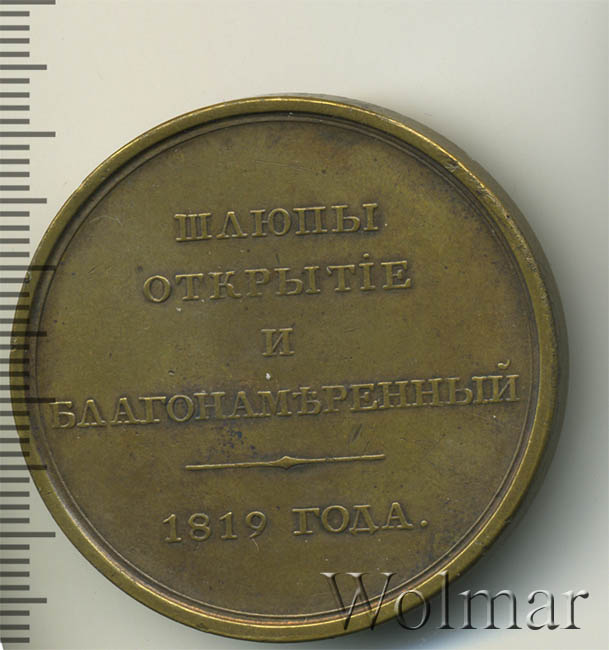 ШЛЮПЫ
ОТКРЫТІЕ
И
БЛАГОНАМѢРЕННЫЙ
1819 ГОДА.
Wolmar